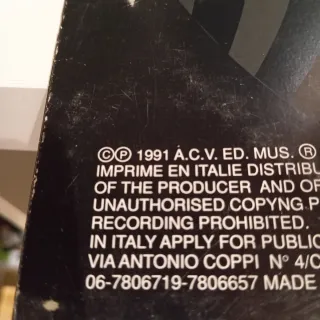 ©℗ 1991 A.C.V. ED. MUS. ®
IMPRIME EN ITALIE DISTRIBU
OF THE PRODUCER AND OF
UNAUTHORISED COPYNG P
RECORDING PROHIBITED.
IN ITALY APPLY FOR PUBLIC
VIA ANTONIO COPPI N° 4/C
06-7806719-7806657 MADE